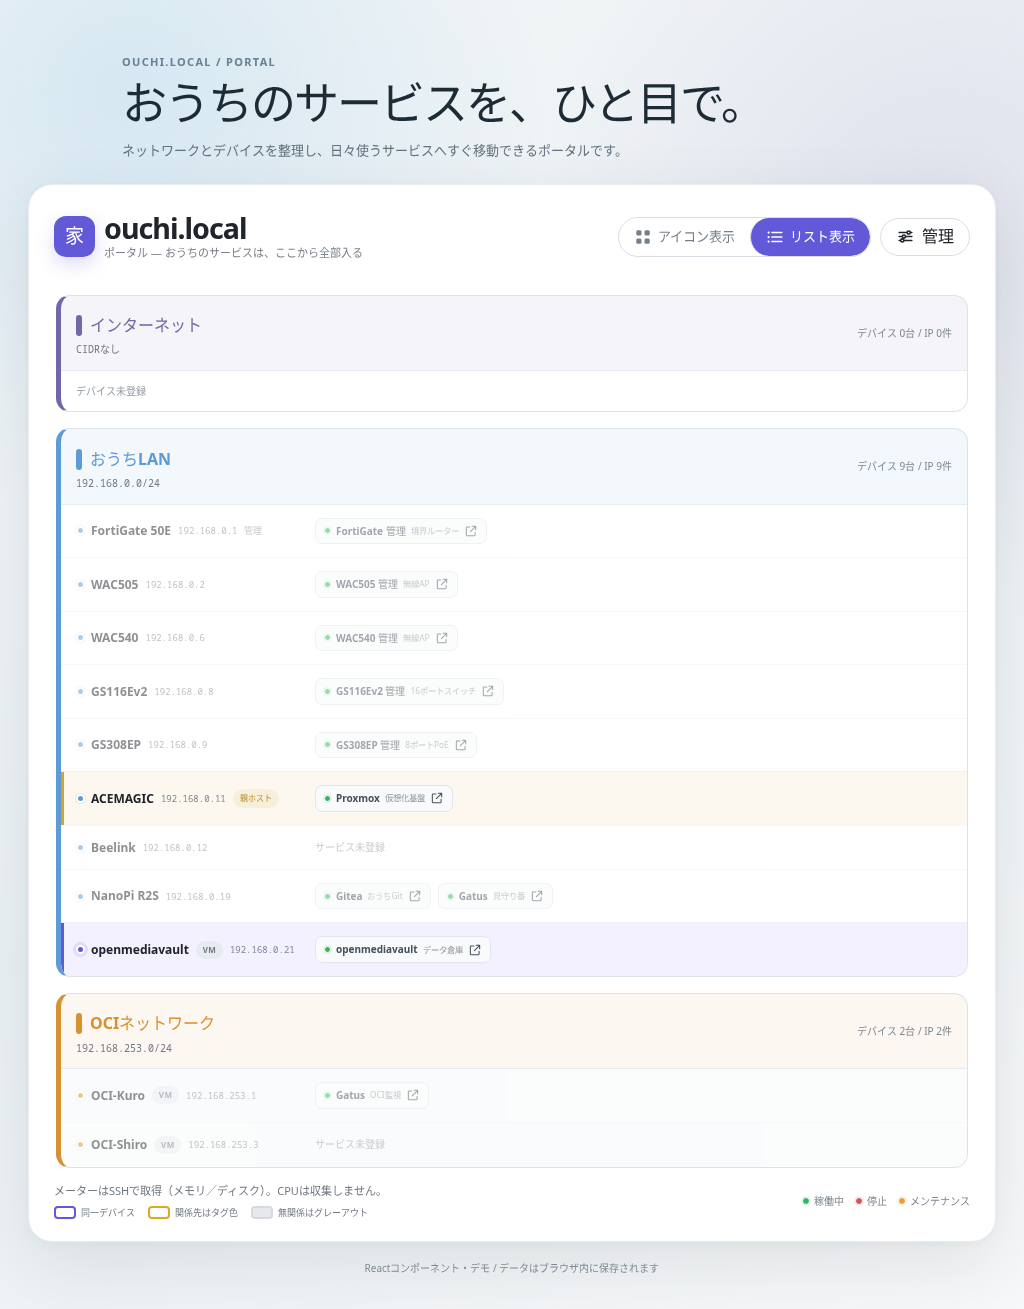 OUCHI.LOCAL / PORTAL
おうちのサービスを、ひと目で。
ネットワークとデバイスを整理し、日々使うサービスへすぐ移動できるポータルです。
家
ouchi.local
ポータル — おうちのサービスは、ここから全部入る
アイコン表示 リスト表示 管理
インターネット
CIDRなし
デバイス 0台 / IP 0件
デバイス未登録
おうちLAN
192.168.0.0/24
デバイス 9台 / IP 9件
FortiGate 50E 192.168.0.1 管理 FortiGate 管理 境界ルーター
WAC505 192.168.0.2 WAC505 管理 無線AP
WAC540 192.168.0.6 WAC540 管理 無線AP
GS116Ev2 192.168.0.8 GS116Ev2 管理 16ポートスイッチ
GS308EP 192.168.0.9 GS308EP 管理 8ポートPoE
ACEMAGIC 192.168.0.11 親ホスト Proxmox 仮想化基盤
Beelink 192.168.0.12 サービス未登録
NanoPi R2S 192.168.0.19 Gitea おうちGit Gatus 見守り番
openmediavault VM 192.168.0.21 openmediavault データ倉庫
OCIネットワーク
192.168.253.0/24
デバイス 2台 / IP 2件
OCI-Kuro VM 192.168.253.1 Gatus OCI監視
OCI-Shiro VM 192.168.253.3 サービス未登録
メーターはSSHで取得（メモリ／ディスク）。CPUは収集しません。
同一デバイス 関係先はタグ色 無関係はグレーアウト
稼働中 停止 メンテナンス
Reactコンポーネント・デモ / データはブラウザ内に保存されます